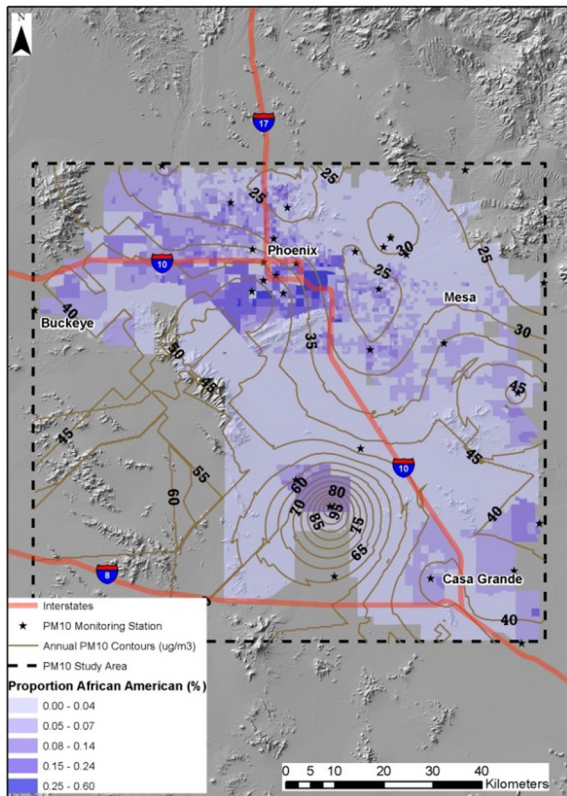 N
17
25
25
25
30
Phoenix
10
25
Mesa
40
Buckeye
50
35
30
45
45
45
45
55
60
10
60
80
70
95
85
75
65
40
8
Casa Grande
40
Interstates
PM10 Monitoring Station
Annual PM10 Contours (ug/m3)
PM10 Study Area
Proportion African American (%)
0.00 - 0.04
0.05 - 0.07
0.08 - 0.14
0.15 - 0.24
0.25 - 0.60
0 5 10 20 30 40
Kilometers